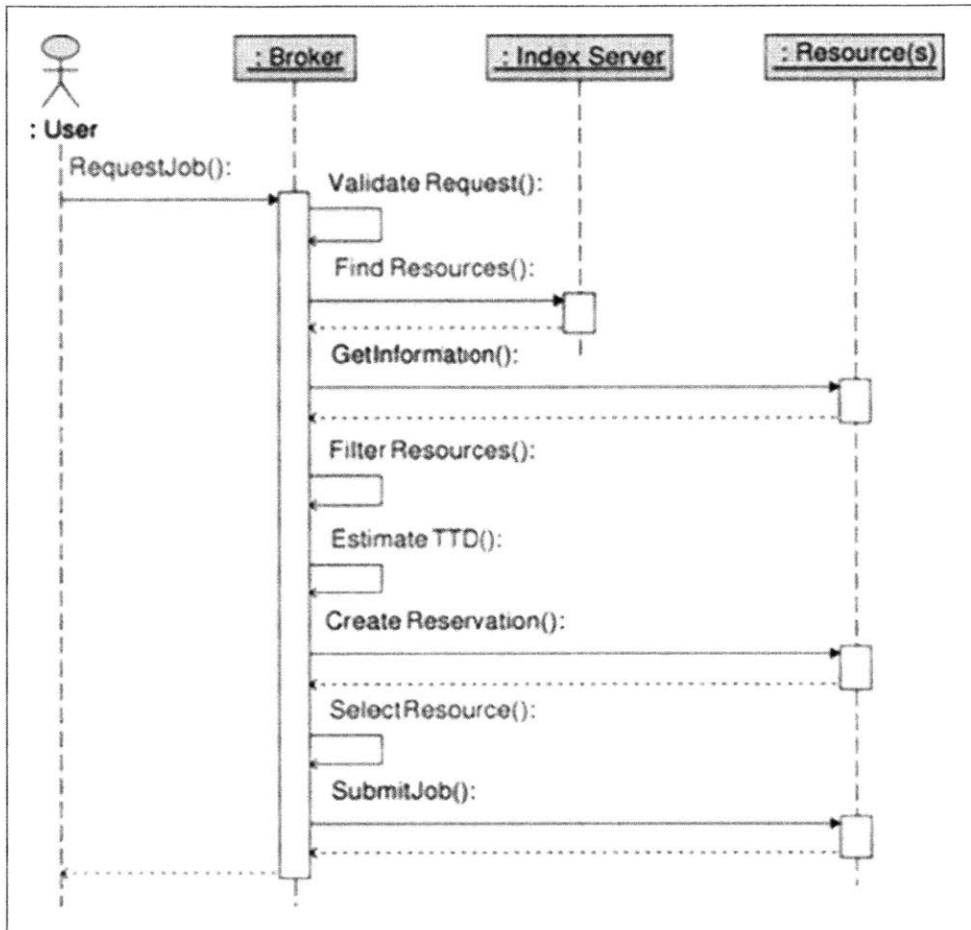 : Broker
: Index Server
: Resource(s)
: User
RequestJob():
Validate Request():
Find Resources():
GetInformation():
Filter Resources():
Estimate TTD():
Create Reservation():
SelectResource():
SubmitJob():